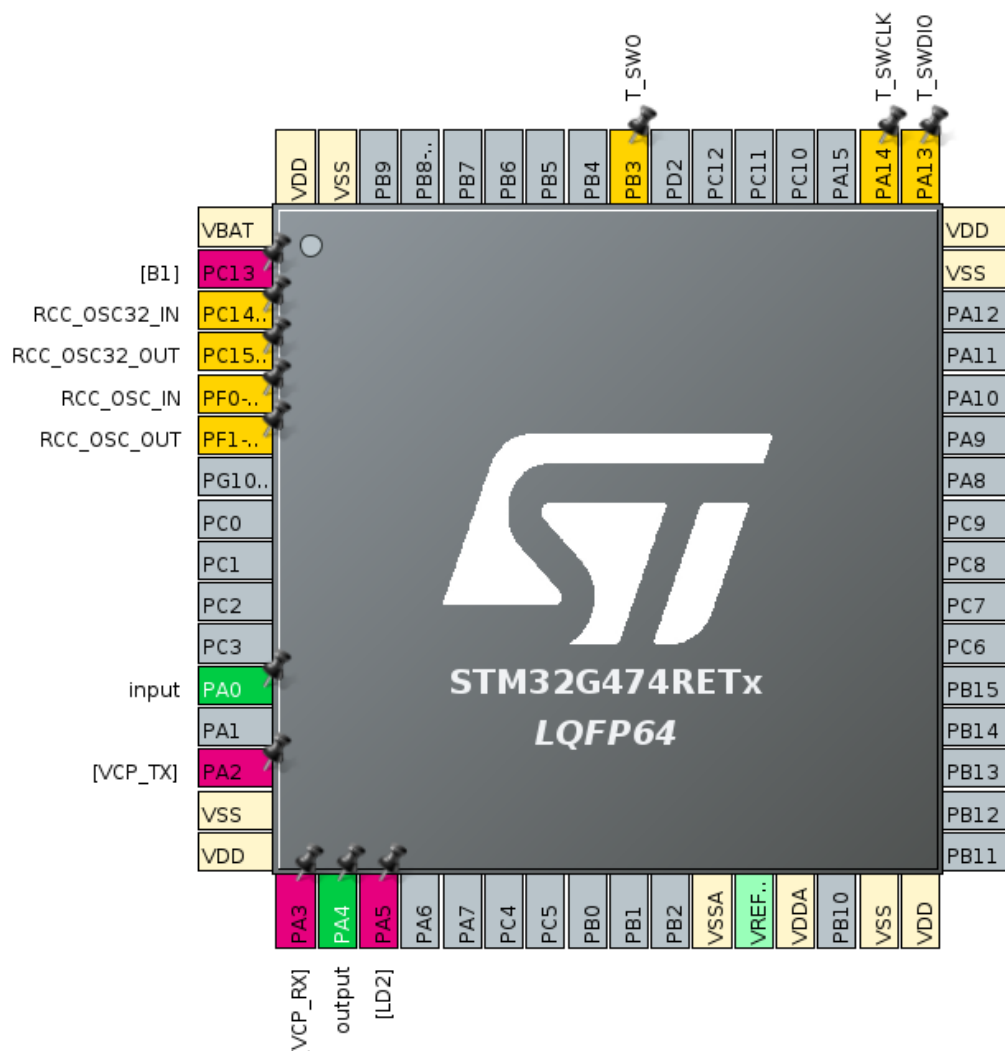 T_SWO
T_SWCLK
T_SWDIO
VDD
VSS
PB9
PB8-..
PB7
PB6
PB5
PB4
PB3
PD2
PC12
PC11
PC10
PA15
PA14
PA13
VBAT
[B1] PC13
RCC_OSC32_IN PC14..
RCC_OSC32_OUT PC15..
RCC_OSC_IN PF0-..
RCC_OSC_OUT PF1-..
PG10..
PC0
PC1
PC2
PC3
input PA0
PA1
[VCP_TX] PA2
VSS
VDD
ST
STM32G474RETx
LQFP64
VDD
VSS
PA12
PA11
PA10
PA9
PA8
PC9
PC8
PC7
PC6
PB15
PB14
PB13
PB12
PB11
PA3
PA4
PA5
PA6
PA7
PC4
PC5
PB0
PB1
PB2
VSSA
VREF..
VDDA
PB10
VSS
VDD
VCP_RX]
output
[LD2]